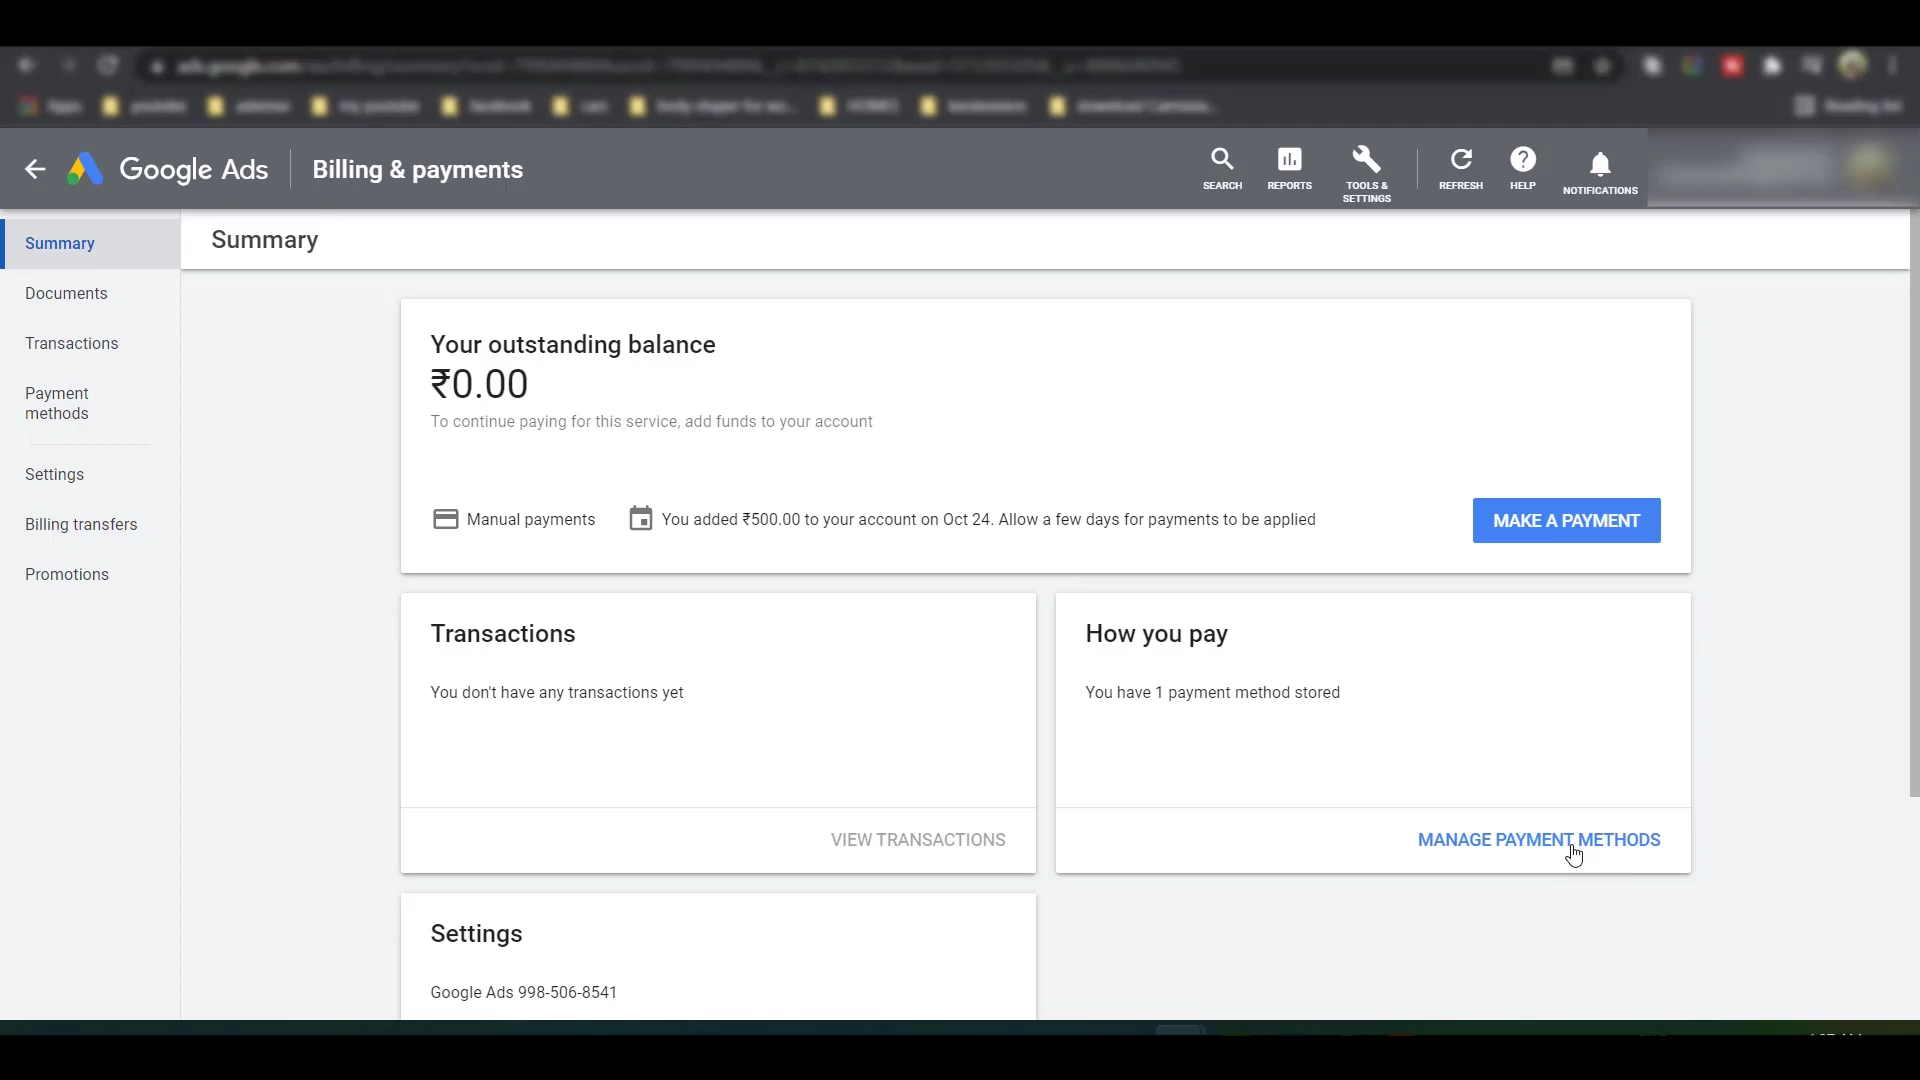 Google Ads
Billing & payments
SEARCH
REPORTS
TOOLS &
SETTINGS
REFRESH
HELP
NOTIFICATIONS
Summary
Documents
Transactions
Payment
methods
Settings
Billing transfers
Promotions
Summary
Your outstanding balance
₹0.00
To continue paying for this service, add funds to your account
Manual payments
You added ₹500.00 to your account on Oct 24. Allow a few days for payments to be applied
MAKE A PAYMENT
Transactions
You don't have any transactions yet
VIEW TRANSACTIONS
How you pay
You have 1 payment method stored
MANAGE PAYMENT METHODS
Settings
Google Ads 998-506-8541